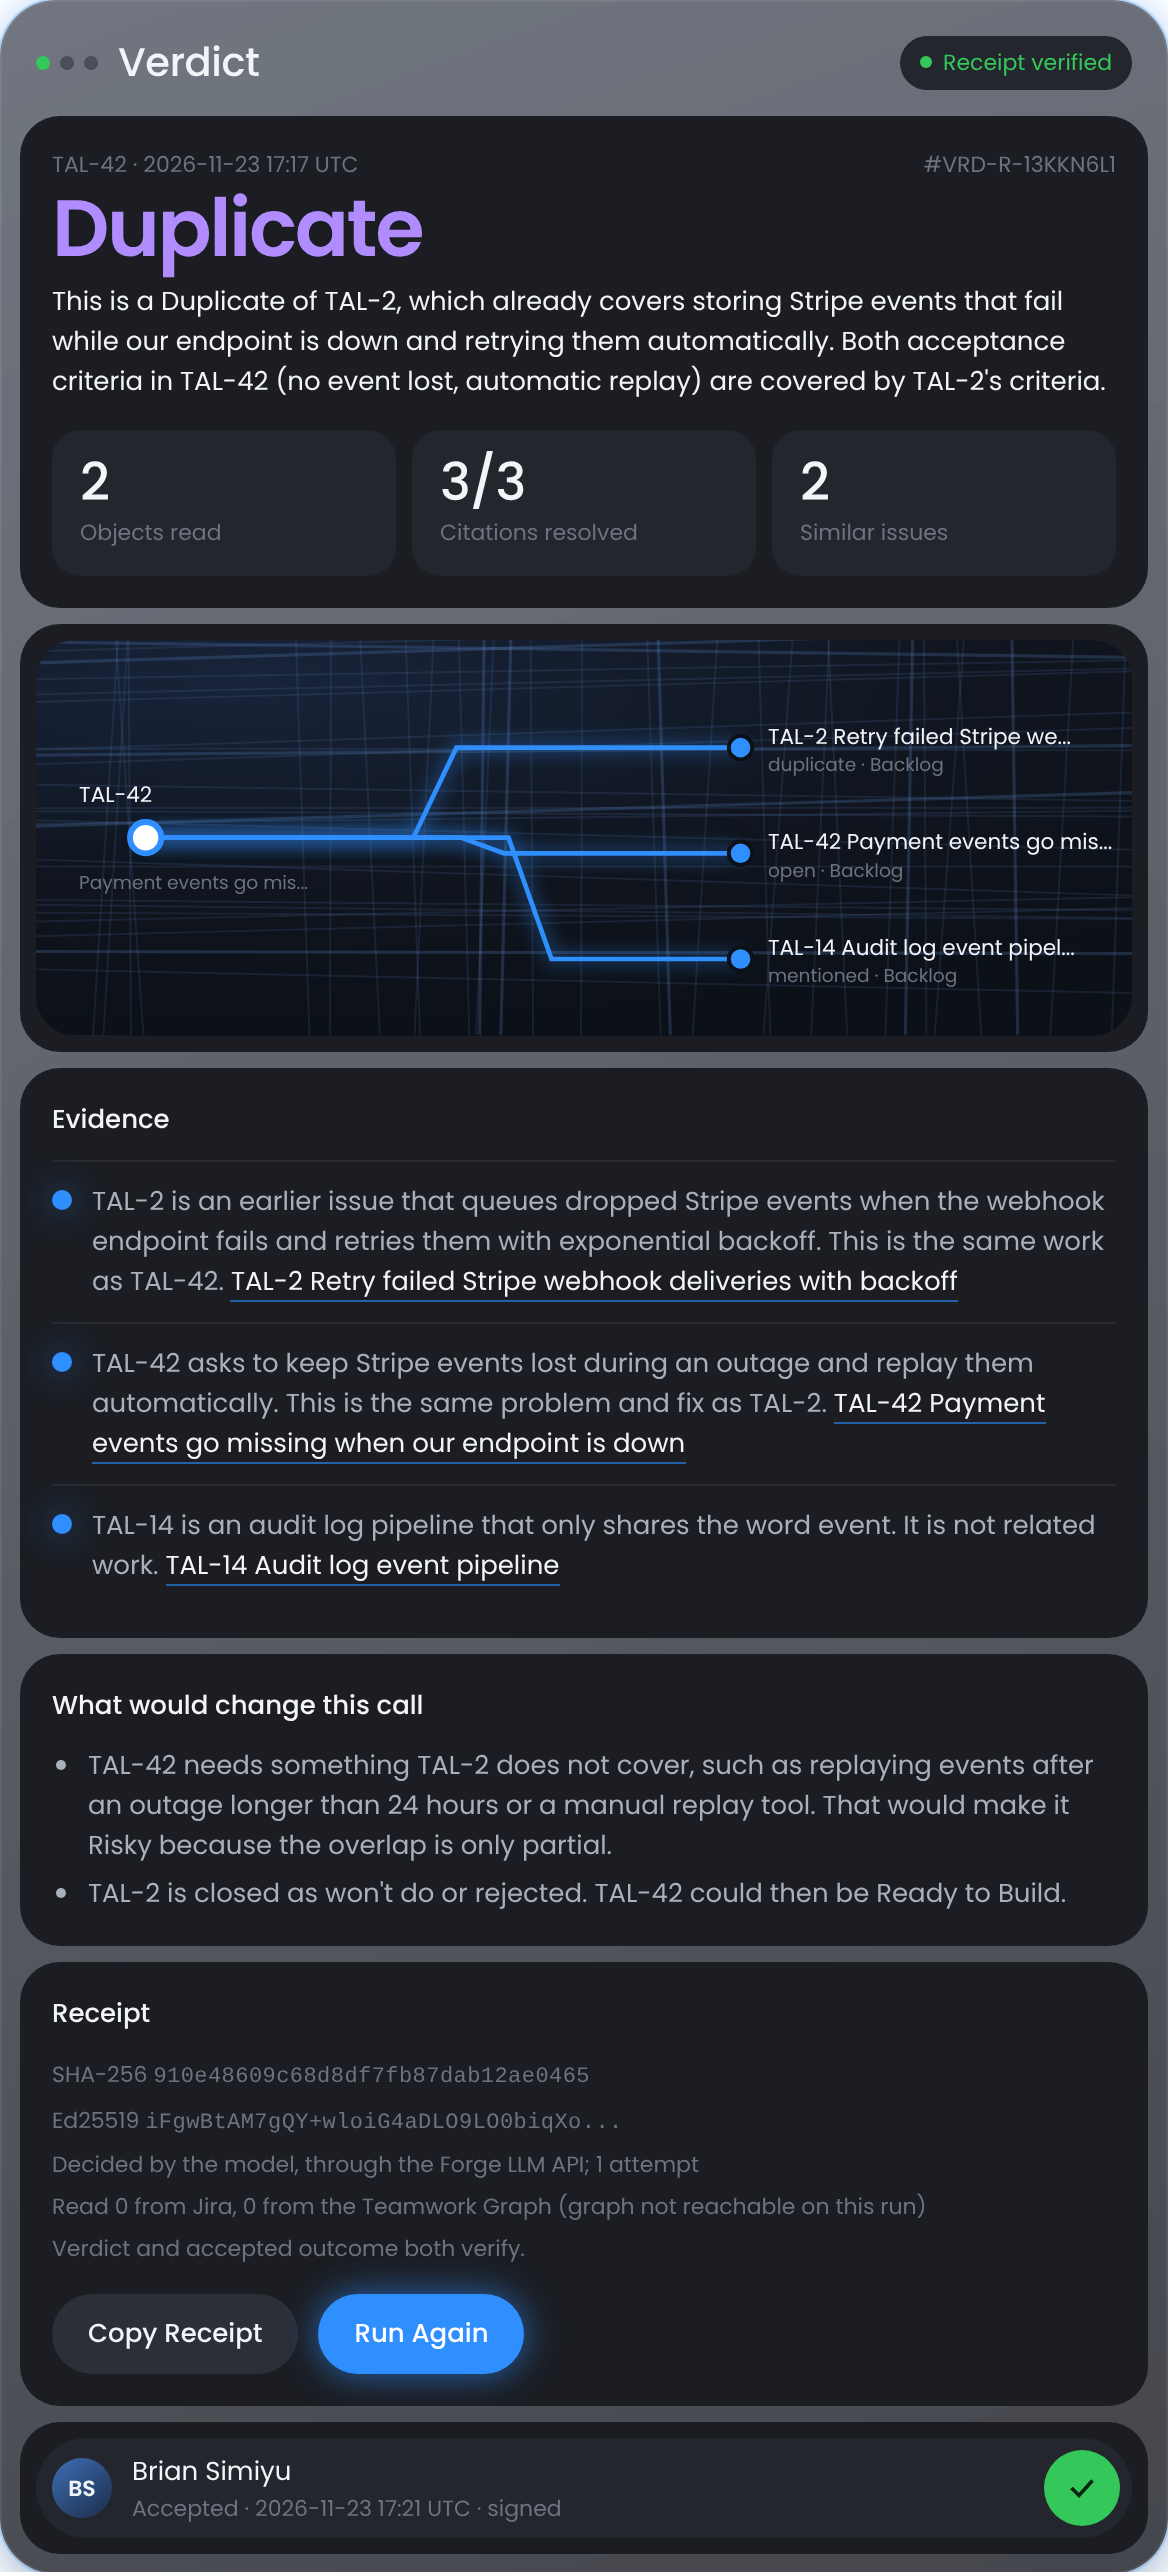 Verdict
Receipt verified
TAL-42 · 2026-11-23 17:17 UTC
#VRD-R-13KKN6L1
Duplicate
This is a Duplicate of TAL-2, which already covers storing Stripe events that fail
while our endpoint is down and retrying them automatically. Both acceptance
criteria in TAL-42 (no event lost, automatic replay) are covered by TAL-2's criteria.
2
Objects read
3/3
Citations resolved
2
Similar issues
TAL-42
Payment events go mis...
TAL-2 Retry failed Stripe we...
duplicate · Backlog
TAL-42 Payment events go mis...
open · Backlog
TAL-14 Audit log event pipel...
mentioned · Backlog
Evidence
TAL-2 is an earlier issue that queues dropped Stripe events when the webhook
endpoint fails and retries them with exponential backoff. This is the same work
as TAL-42. TAL-2 Retry failed Stripe webhook deliveries with backoff
TAL-42 asks to keep Stripe events lost during an outage and replay them
automatically. This is the same problem and fix as TAL-2. TAL-42 Payment
events go missing when our endpoint is down
TAL-14 is an audit log pipeline that only shares the word event. It is not related
work. TAL-14 Audit log event pipeline
What would change this call
• TAL-42 needs something TAL-2 does not cover, such as replaying events after
an outage longer than 24 hours or a manual replay tool. That would make it
Risky because the overlap is only partial.
• TAL-2 is closed as won't do or rejected. TAL-42 could then be Ready to Build.
Receipt
SHA-256 910e48609c68d8df7fb87dab12ae0465
Ed25519 iFgwBtAM7gQY+wloiG4aDLO9LO0biqXo...
Decided by the model, through the Forge LLM API; 1 attempt
Read 0 from Jira, 0 from the Teamwork Graph (graph not reachable on this run)
Verdict and accepted outcome both verify.
Copy Receipt
Run Again
BS
Brian Simiyu
Accepted · 2026-11-23 17:21 UTC · signed